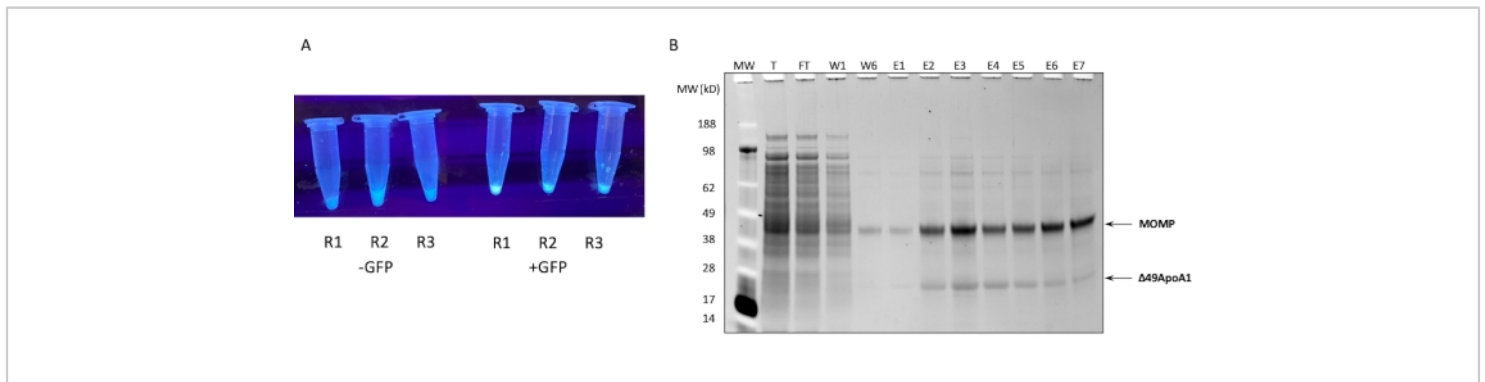 A
R1 R2 R3 R1 R2 R3
-GFP +GFP
B
MW T FT W1 W6 E1 E2 E3 E4 E5 E6 E7
MW (kD)
188
98
62
49
38
28
17
14
MOMP
Δ49ApoA1